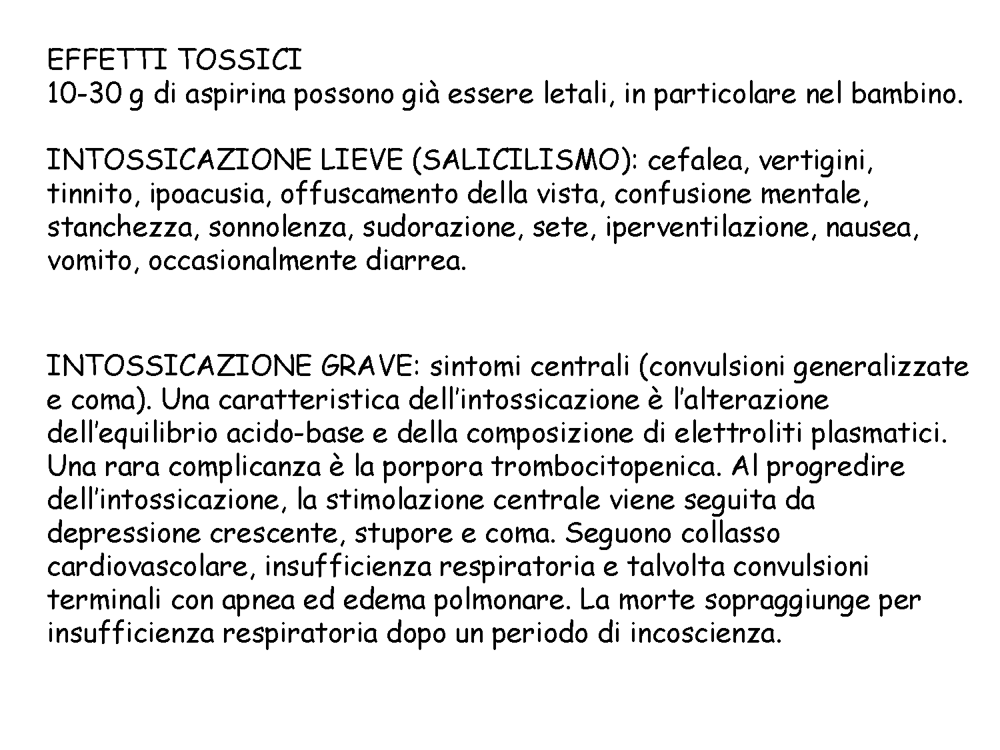 EFFETTI TOSSICI
10-30 g di aspirina possono già essere letali, in particolare nel bambino.
INTOSSICAZIONE LIEVE (SALICILISMO): cefalea, vertigini,
tinnito, ipoacusia, offuscamento della vista, confusione mentale,
stanchezza, sonnolenza, sudorazione, sete, iperventilazione, nausea,
vomito, occasionalmente diarrea.
INTOSSICAZIONE GRAVE: sintomi centrali (convulsioni generalizzate
e coma). Una caratteristica dell’intossicazione è l’alterazione
dell’equilibrio acido-base e della composizione di elettroliti plasmatici.
Una rara complicanza è la porpora trombocitopenica. Al progredire
dell’intossicazione, la stimolazione centrale viene seguita da
depressione crescente, stupore e coma. Seguono collasso
cardiovascolare, insufficienza respiratoria e talvolta convulsioni
terminali con apnea ed edema polmonare. La morte sopraggiunge per
insufficienza respiratoria dopo un periodo di incoscienza.